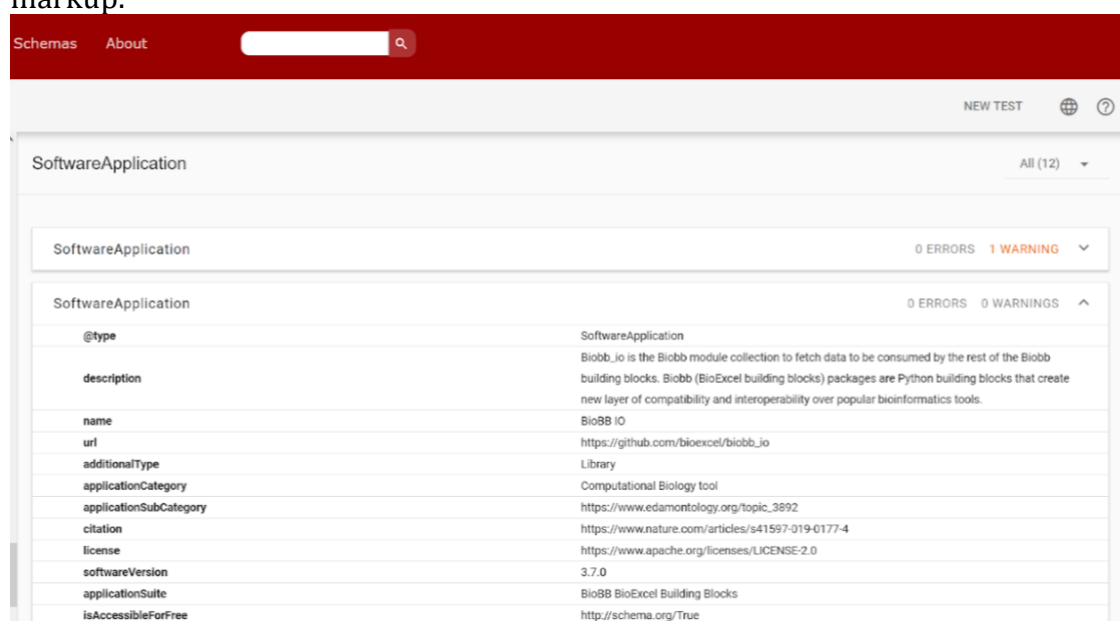 markup.
Schemas About
NEW TEST
SoftwareApplication All (12)
SoftwareApplication 0 ERRORS 1 WARNING
SoftwareApplication 0 ERRORS 0 WARNINGS
@type SoftwareApplication
Biobb_io is the Biobb module collection to fetch data to be consumed by the rest of the Biobb
description building blocks. Biobb (BioExcel building blocks) packages are Python building blocks that create
new layer of compatibility and interoperability over popular bioinformatics tools.
name BioBB IO
url https://github.com/bioexcel/biobb_io
additionalType Library
applicationCategory Computational Biology tool
applicationSubCategory https://www.edamontology.org/topic_3892
citation https://www.nature.com/articles/s41597-019-0177-4
license https://www.apache.org/licenses/LICENSE-2.0
softwareVersion 3.7.0
applicationSuite BioBB BioExcel Building Blocks
isAccessibleForFree http://schema.org/True